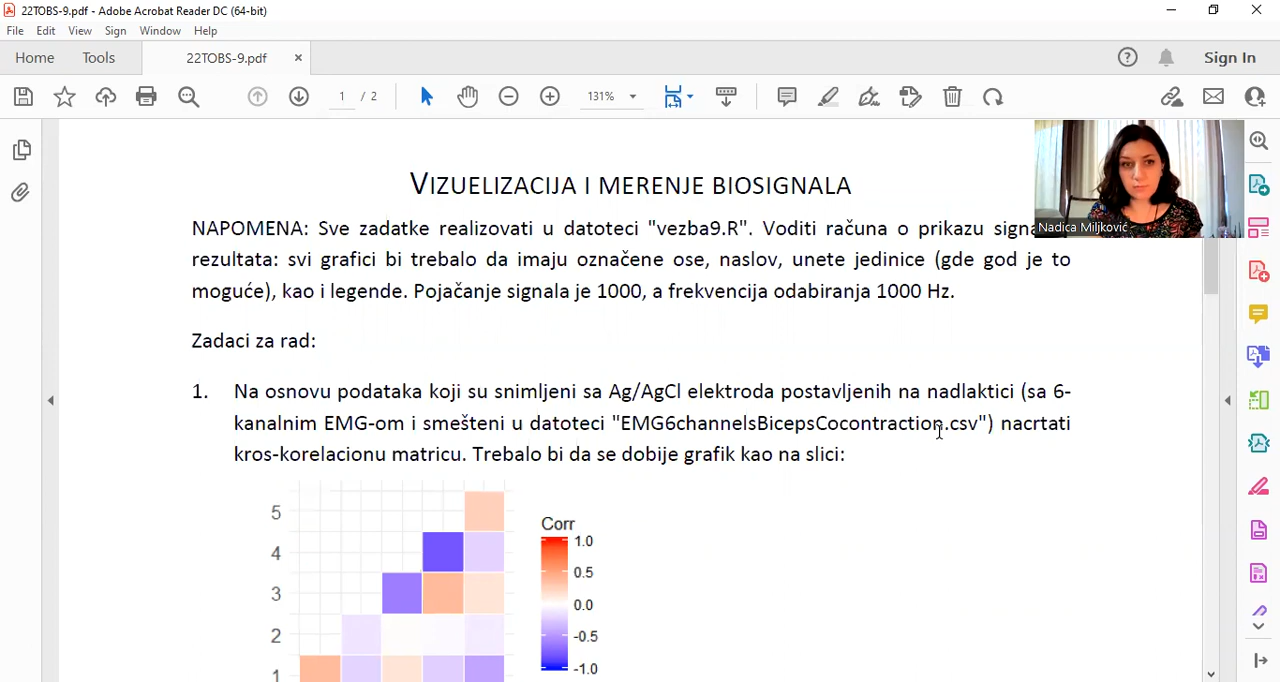 22TOBS-9.pdf - Adobe Acrobat Reader DC (64-bit)
File Edit View Sign Window Help
Home Tools 22TOBS-9.pdf × Sign In
1 / 2 131%
Nadica Miljković
VIZUELIZACIJA I MERENJE BIOSIGNALA
NAPOMENA: Sve zadatke realizovati u datoteci "vezba9.R". Voditi računa o prikazu signa
rezultata: svi grafici bi trebalo da imaju označene ose, naslov, unete jedinice (gde god je to
moguće), kao i legende. Pojačanje signala je 1000, a frekvencija odabiranja 1000 Hz.
Zadaci za rad:
1. Na osnovu podataka koji su snimljeni sa Ag/AgCl elektroda postavljenih na nadlaktici (sa 6-
kanalnim EMG-om i smešteni u datoteci "EMG6channelsBicepsCocontraction.csv") nacrtati
kros-korelacionu matricu. Trebalo bi da se dobije grafik kao na slici:
5
4
3
2
1
Corr
1.0
0.5
0.0
-0.5
-1.0